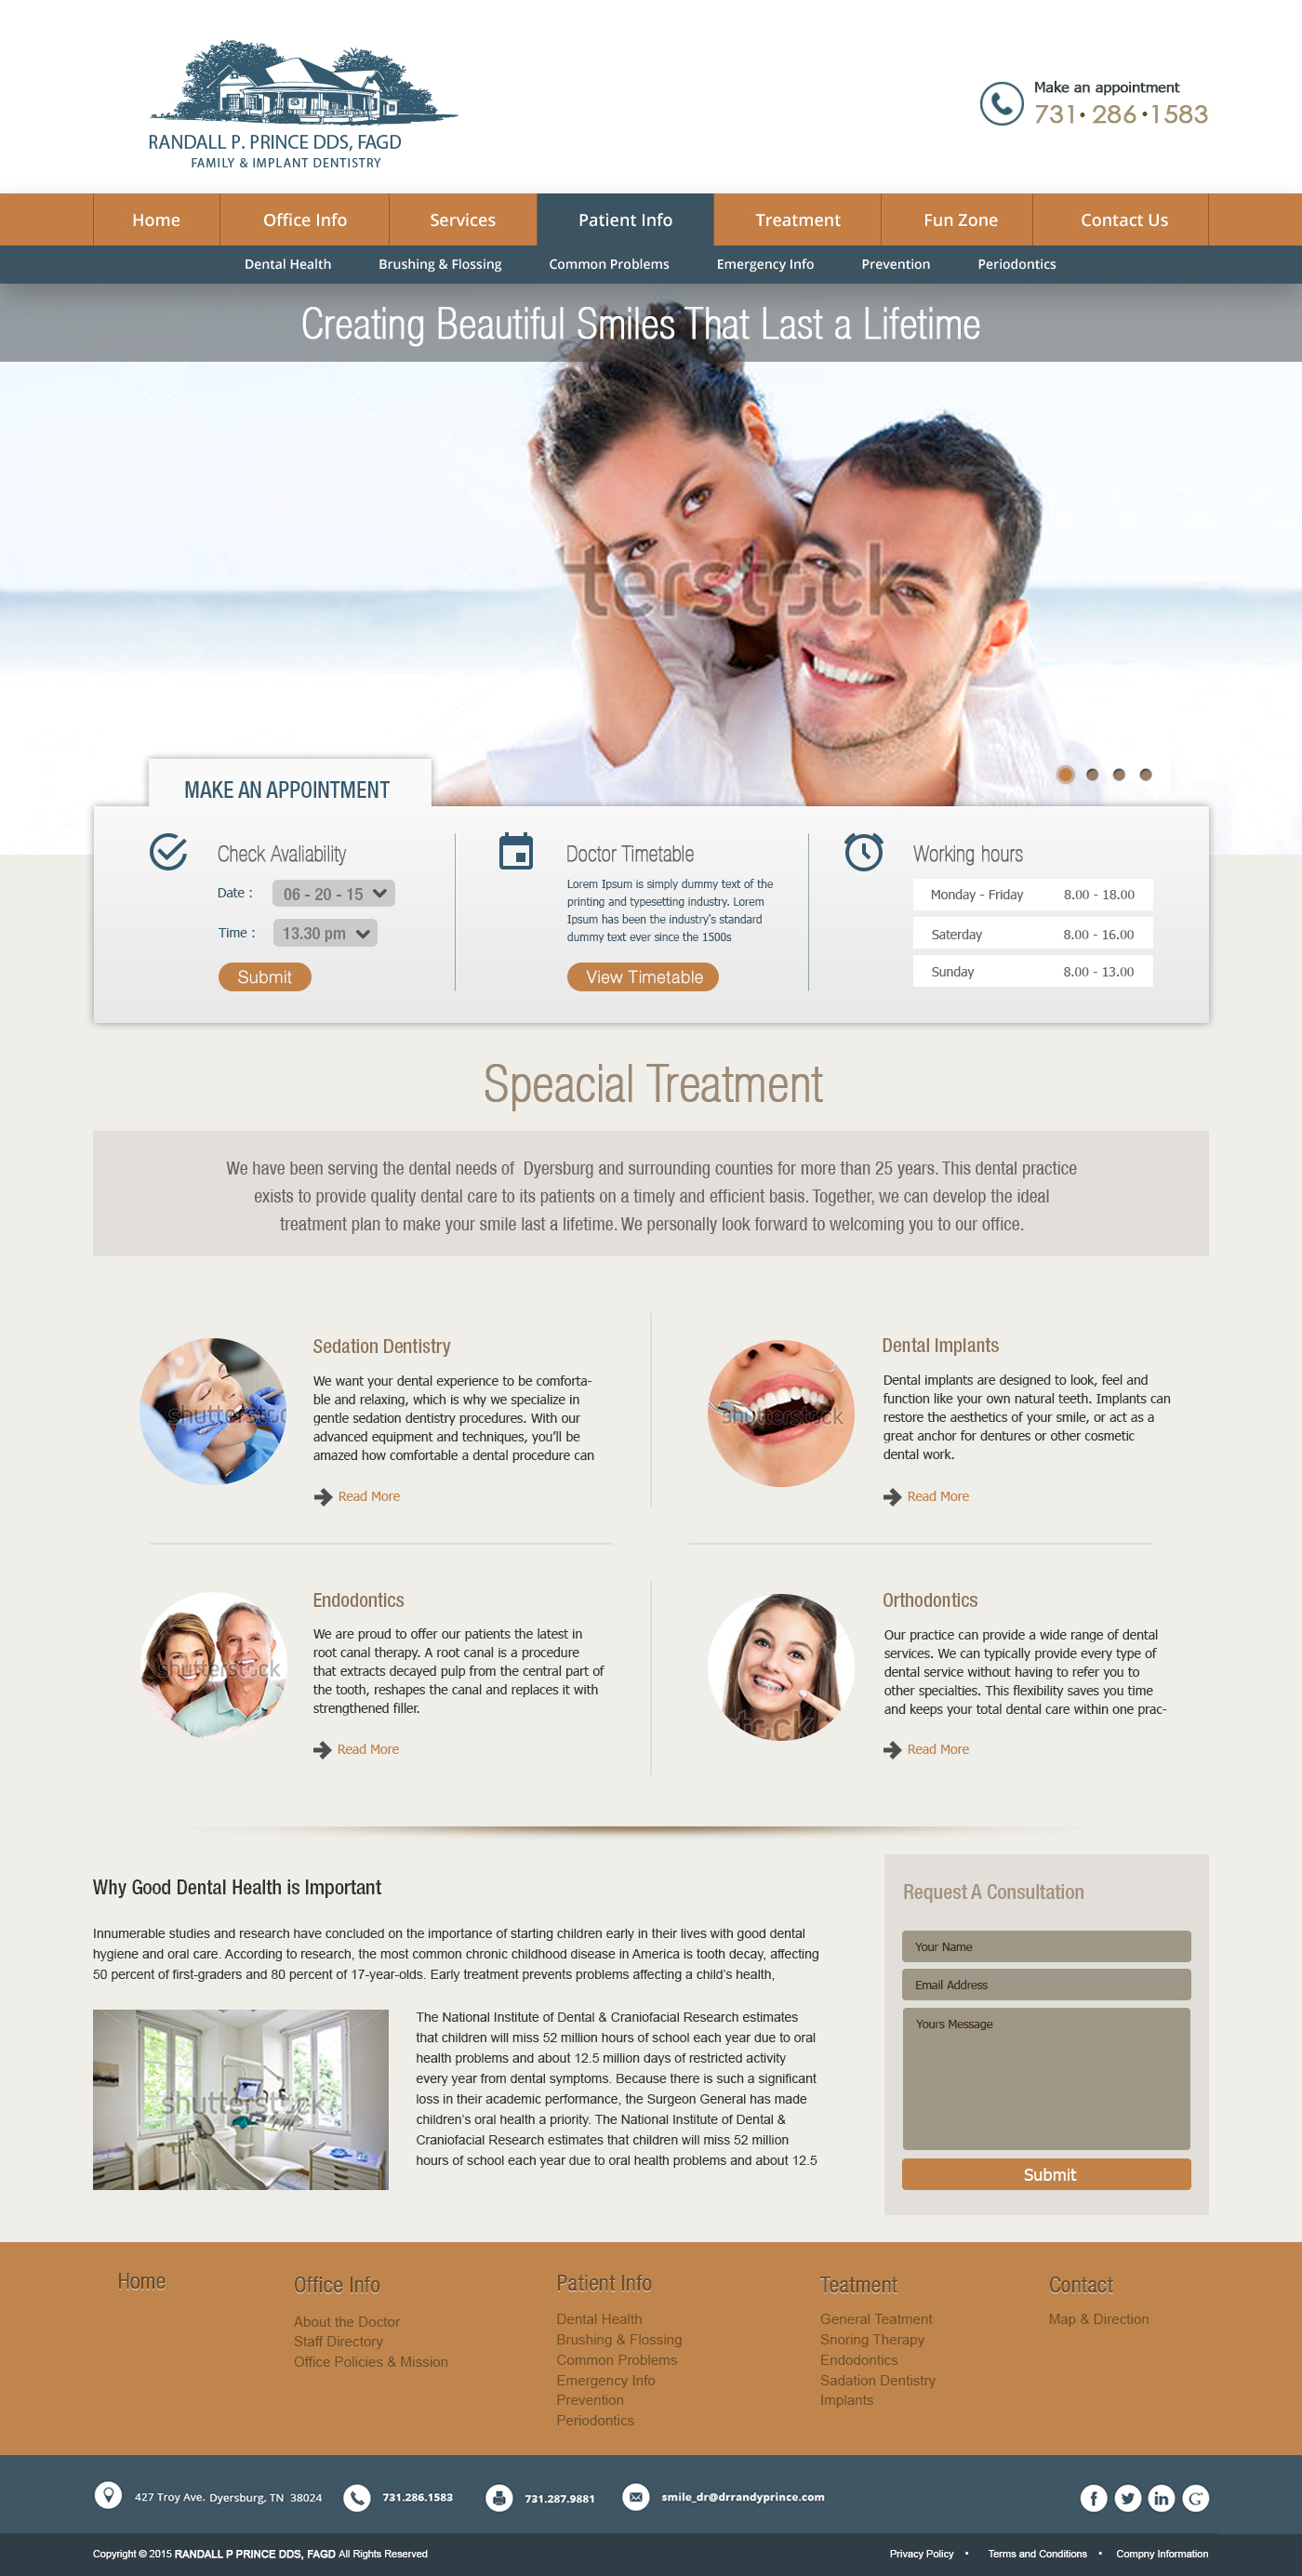 RANDALL P. PRINCE DDS, FAGD
FAMILY & IMPLANT DENTISTRY
Make an appointment
731• 286 •1583
Home
Office Info
Services
Patient Info
Treatment
Fun Zone
Contact Us
Dental Health
Brushing & Flossing
Common Problems
Emergency Info
Prevention
Periodontics
Creating Beautiful Smiles That Last a Lifetime
tterstock
MAKE AN APPOINTMENT
Check Avaliability
Date :
06 - 20 - 15
Time :
13.30 pm
Submit
Doctor Timetable
Lorem Ipsum is simply dummy text of the
printing and typesetting industry. Lorem
Ipsum has been the industry's standard
dummy text ever since the 1500s
View Timetable
Working hours
Monday - Friday 8.00 - 18.00
Saterday 8.00 - 16.00
Sunday 8.00 - 13.00
Speacial Treatment
We have been serving the dental needs of Dyersburg and surrounding counties for more than 25 years. This dental practice
exists to provide quality dental care to its patients on a timely and efficient basis. Together, we can develop the ideal
treatment plan to make your smile last a lifetime. We personally look forward to welcoming you to our office.
shutterstoc
Sedation Dentistry
We want your dental experience to be comforta-
ble and relaxing, which is why we specialize in
gentle sedation dentistry procedures. With our
advanced equipment and techniques, you'll be
amazed how comfortable a dental procedure can
Read More
shutterstock
Dental Implants
Dental implants are designed to look, feel and
function like your own natural teeth. Implants can
restore the aesthetics of your smile, or act as a
great anchor for dentures or other cosmetic
dental work.
Read More
shutterstock
Endodontics
We are proud to offer our patients the latest in
root canal therapy. A root canal is a procedure
that extracts decayed pulp from the central part of
the tooth, reshapes the canal and replaces it with
strengthened filler.
Read More
stock
Orthodontics
Our practice can provide a wide range of dental
services. We can typically provide every type of
dental service without having to refer you to
other specialties. This flexibility saves you time
and keeps your total dental care within one prac-
Read More
Why Good Dental Health is Important
Innumerable studies and research have concluded on the importance of starting children early in their lives with good dental
hygiene and oral care. According to research, the most common chronic childhood disease in America is tooth decay, affecting
50 percent of first-graders and 80 percent of 17-year-olds. Early treatment prevents problems affecting a child's health,
shutterstock
The National Institute of Dental & Craniofacial Research estimates
that children will miss 52 million hours of school each year due to oral
health problems and about 12.5 million days of restricted activity
every year from dental symptoms. Because there is such a significant
loss in their academic performance, the Surgeon General has made
children's oral health a priority. The National Institute of Dental &
Craniofacial Research estimates that children will miss 52 million
hours of school each year due to oral health problems and about 12.5
Request A Consultation
Your Name
Email Address
Yours Message
Submit
Home
Office Info
About the Doctor
Staff Directory
Office Policies & Mission
Patient Info
Dental Health
Brushing & Flossing
Common Problems
Emergency Info
Prevention
Periodontics
Teatment
General Teatment
Snoring Therapy
Endodontics
Sadation Dentistry
Implants
Contact
Map & Direction
427 Troy Ave. Dyersburg, TN 38024
731.286.1583
731.287.9881
smile_dr@drrandyprince.com
Copyright © 2015 RANDALL P PRINCE DDS, FAGD All Rights Reserved
Privacy Policy • Terms and Conditions • Compny Information